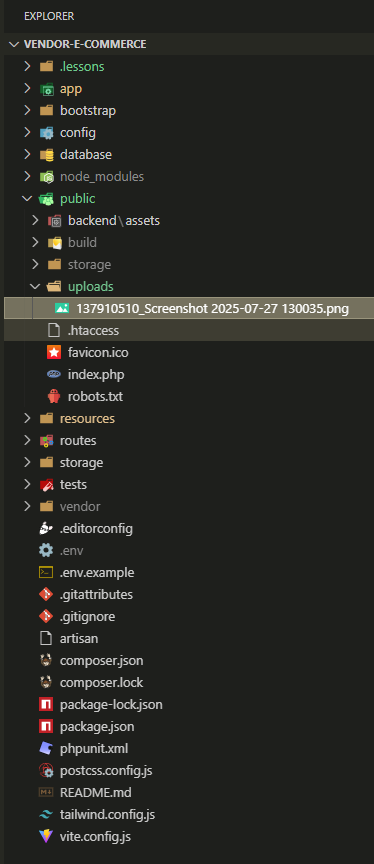 EXPLORER
VENDOR-E-COMMERCE
.lessons
app
bootstrap
config
database
node_modules
public
backend\assets
build
storage
uploads
137910510_Screenshot 2025-07-27 130035.png
.htaccess
favicon.ico
index.php
robots.txt
resources
routes
storage
tests
vendor
.editorconfig
.env
.env.example
.gitattributes
.gitignore
artisan
composer.json
composer.lock
package-lock.json
package.json
phpunit.xml
postcss.config.js
README.md
tailwind.config.js
vite.config.js